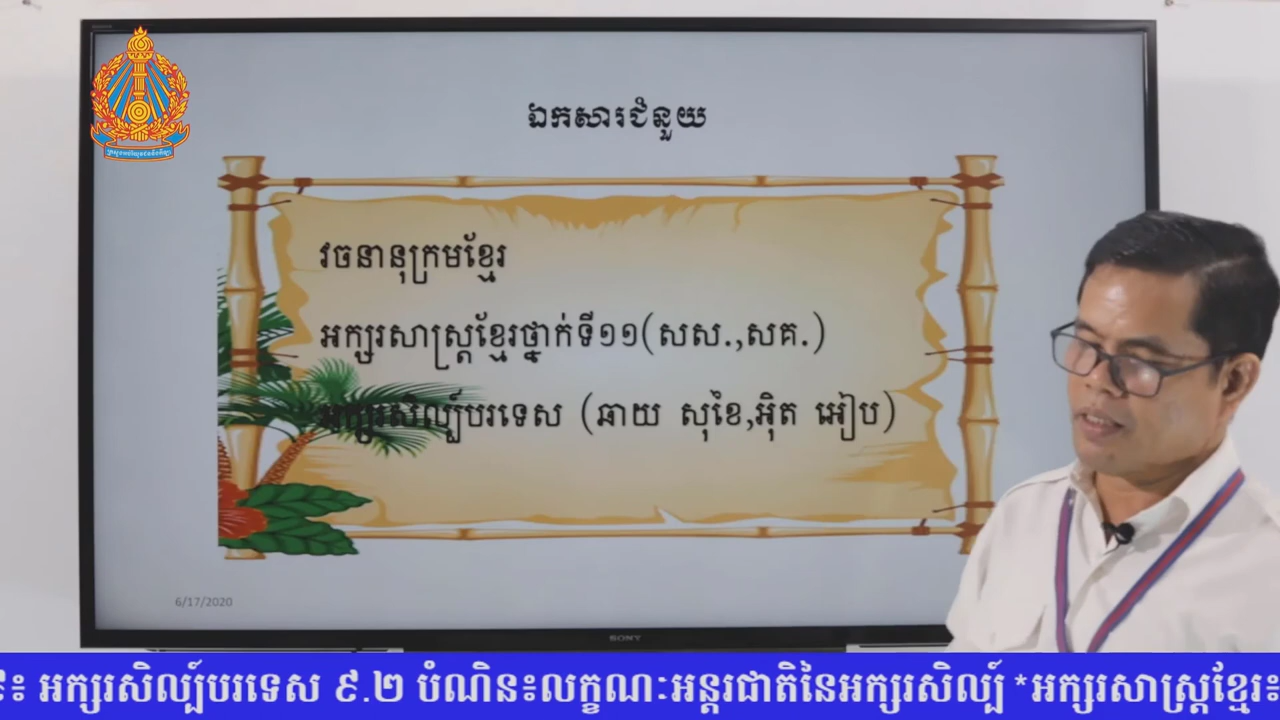 ឯកសារជំនួយ
វចនានុក្រមខ្មែរ
អក្សរសាស្ត្រខ្មែរថ្នាក់ទី១១(សស.,សគ.)
អក្សរសិល្ប៍បរទេស (ឆាយ សុខៃ,អ៊ិត អៀប)
6/17/2020
SONY
អក្សរសិល្ប៍បរទេស ៩.២ បំណិន៖លក្ខណៈអន្តរជាតិនៃអក្សរសិល្ប៍ *អក្សរសាស្ត្រខ្មែរ៖